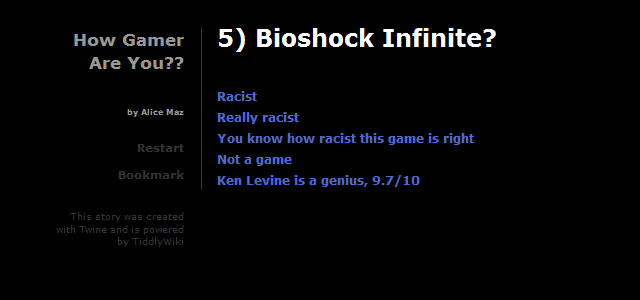 How Gamer
Are You??
by Alice Maz
Restart
Bookmark
This story was created
with Twine and is powered
by TiddlyWiki
5) Bioshock Infinite?
Racist
Really racist
You know how racist this game is right
Not a game
Ken Levine is a genius, 9.7/10